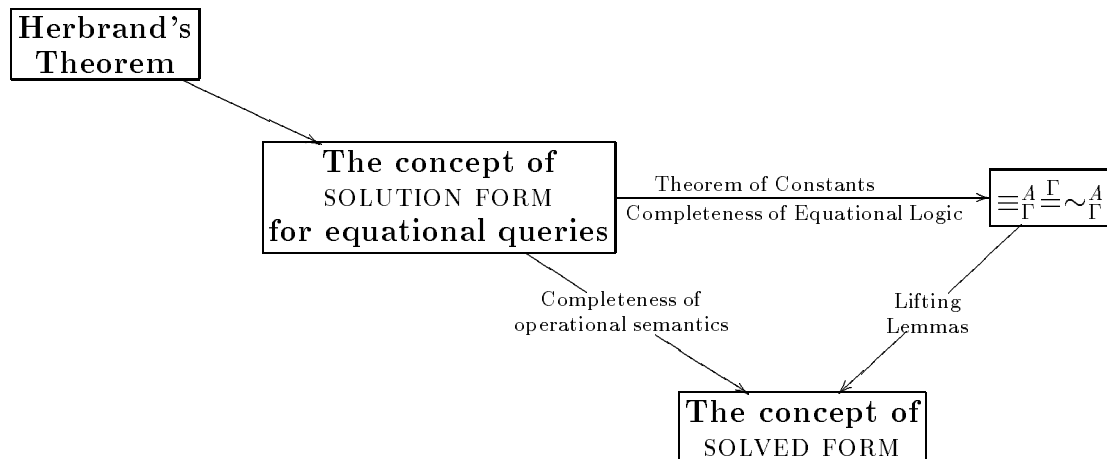 Herbrand's
Theorem
The concept of
SOLUTION FORM
for equational queries
Theorem of Constants
Completeness of Equational Logic
≡ᴬ_Γ ≝^Γ ∼ᴬ_Γ
Completeness of
operational semantics
Lifting
Lemmas
The concept of
SOLVED FORM